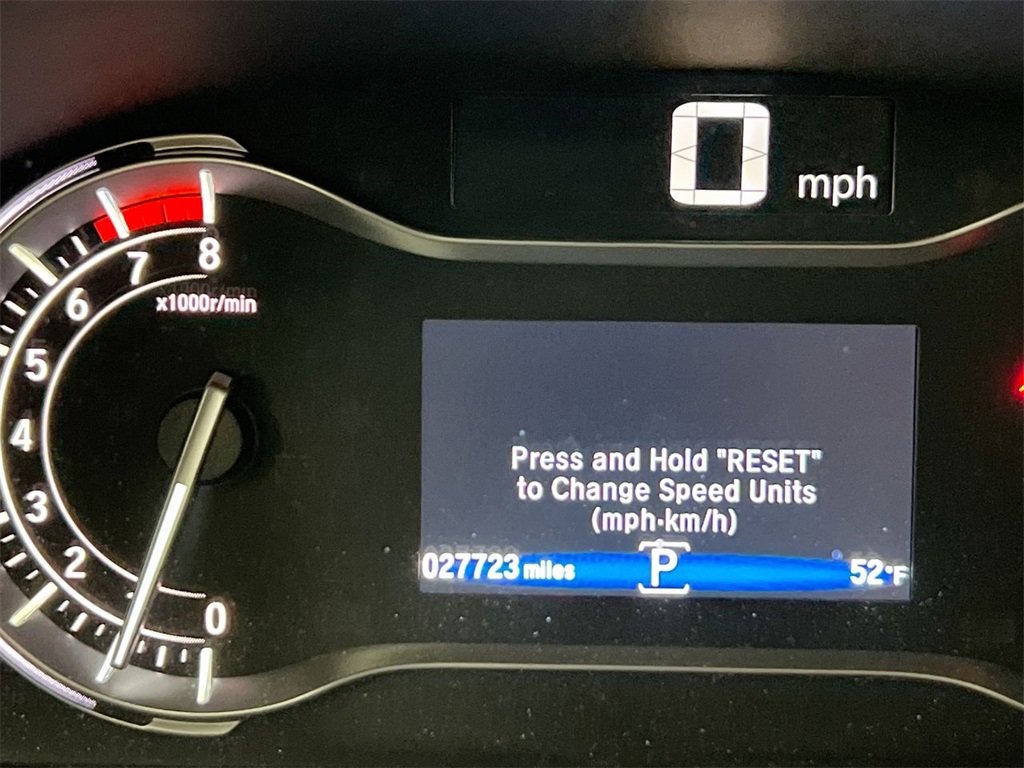 0 mph
8
7
6
5
4
3
2
0
x1000r/min
Press and Hold "RESET"
to Change Speed Units
(mph·km/h)
027723 miles P 52°F